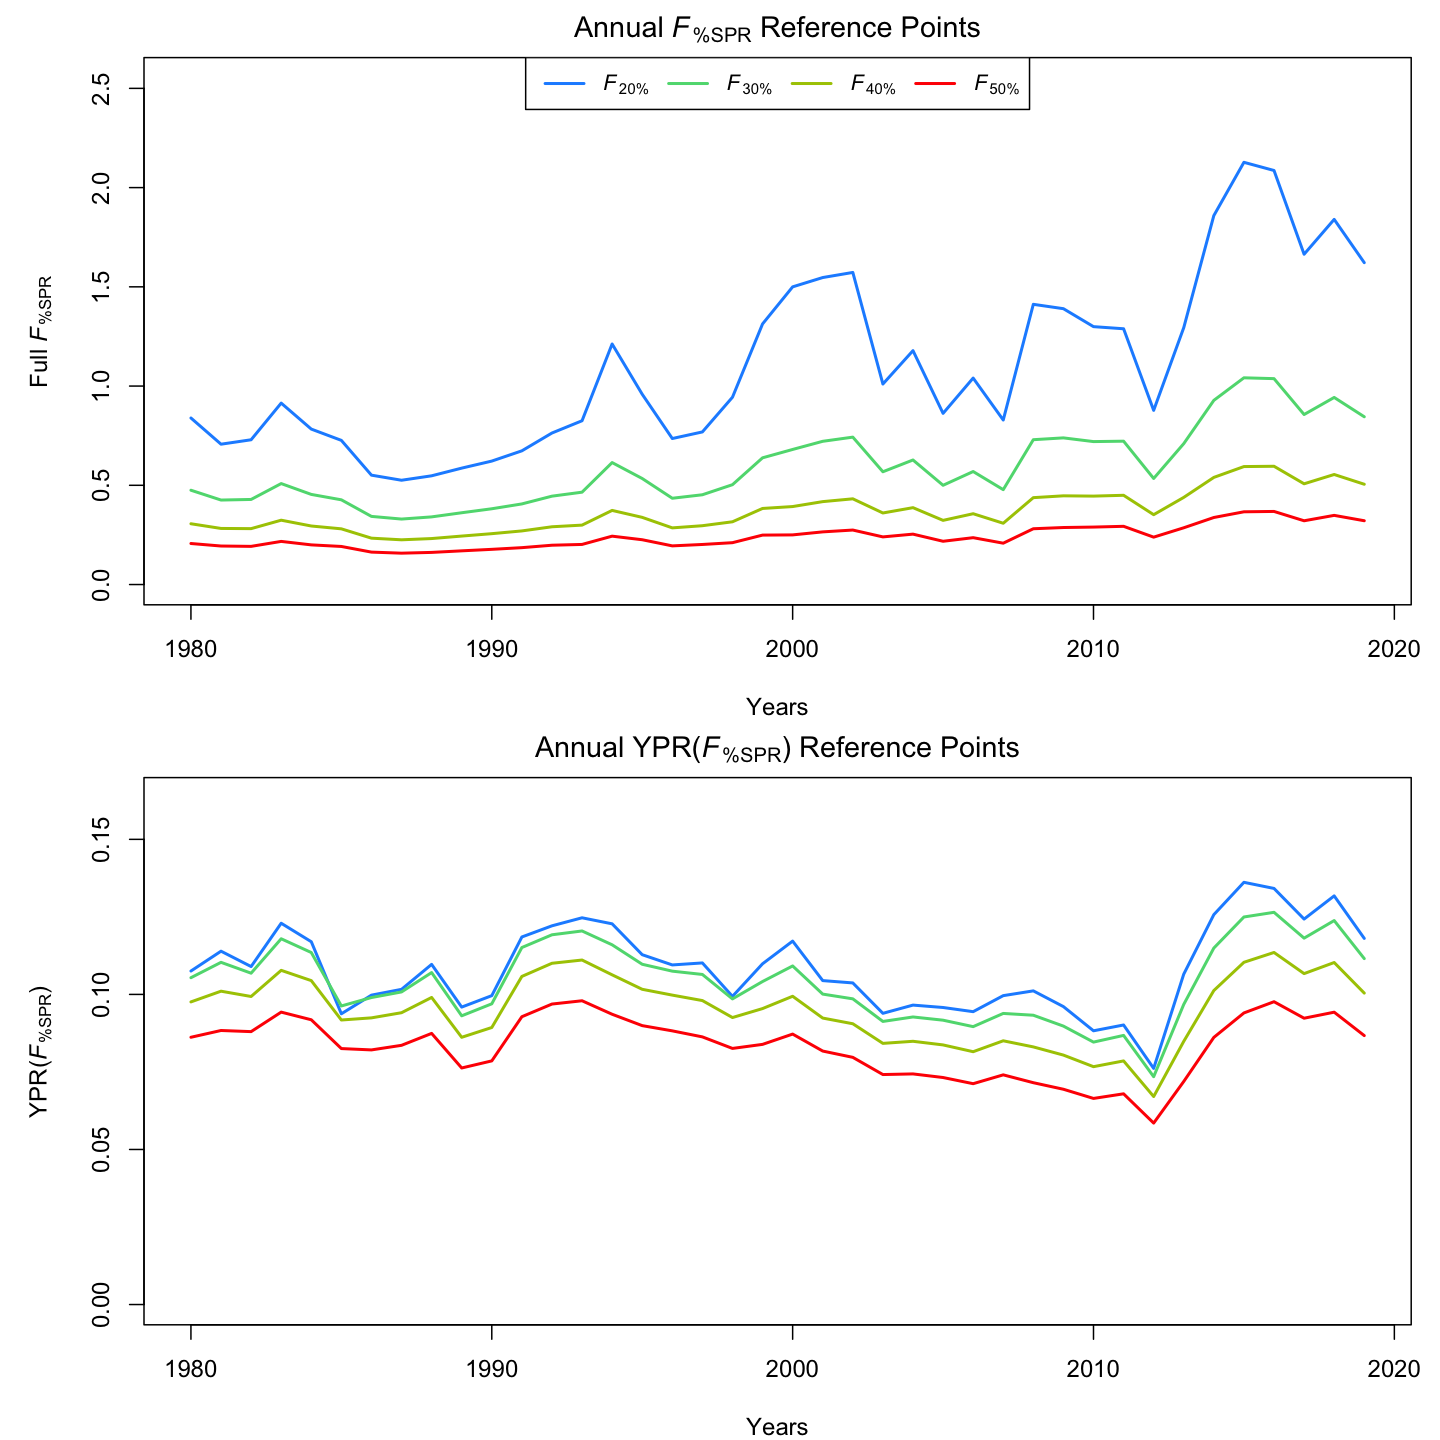 Annual F%SPR Reference Points
F20% F30% F40% F50%
2.5
2.0
1.5
1.0
0.5
0.0
Full F%SPR
1980 1990 2000 2010 2020
Years
Annual YPR(F%SPR) Reference Points
0.15
0.10
0.05
0.00
YPR(F%SPR)
1980 1990 2000 2010 2020
Years